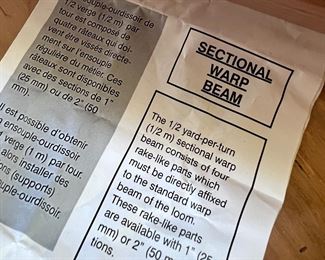 souple-ourdissoir de
1/2 verge (1/2 m) par
tour est composé de
quatre râteaux qui doi-
vent être vissés directe-
ment sur l'ensouple
régulière du métier. Ces
râteaux sont disponibles
avec des sections de 1"
(25 mm) ou de 2" (50
mm).
Il est possible d'obtenir
ensouple-ourdissoir
verge (1 m) par tour.
alors installer des
(supports)
ouple-ourdissoir.
SECTIONAL
WARP
BEAM
The 1/2 yard-per-turn
(1/2 m) sectional warp
beam consists of four
rake-like parts which
must be directly affixed
to the standard warp
beam of the loom.
These rake-like parts
are available with 1" (25
mm) or 2" (50 mm)
tions.